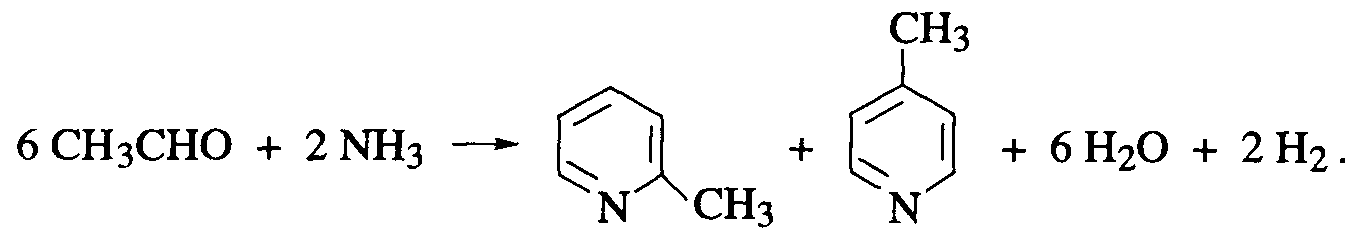 CH3
6 CH3CHO + 2 NH3 → N CH3 + N + 6 H2O + 2 H2.